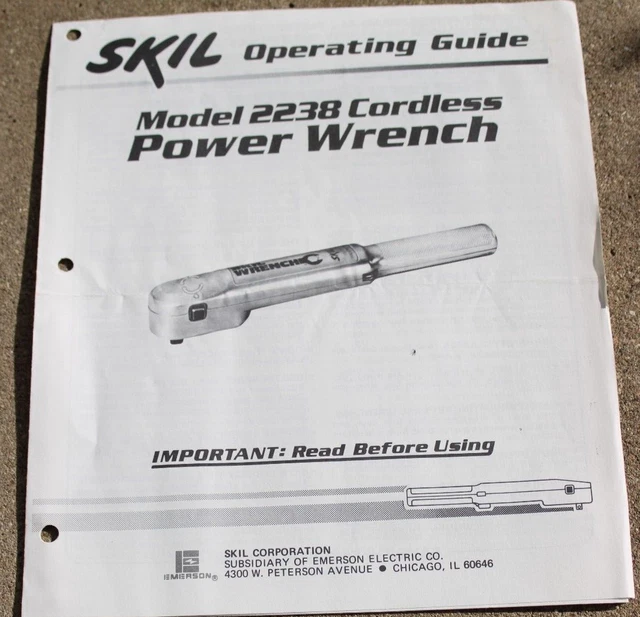 SKIL Operating Guide
Model 2238 Cordless
Power Wrench
WRENCH
IMPORTANT: Read Before Using
EMERSON®
SKIL CORPORATION
SUBSIDIARY OF EMERSON ELECTRIC CO.
4300 W. PETERSON AVENUE ● CHICAGO, IL 60646